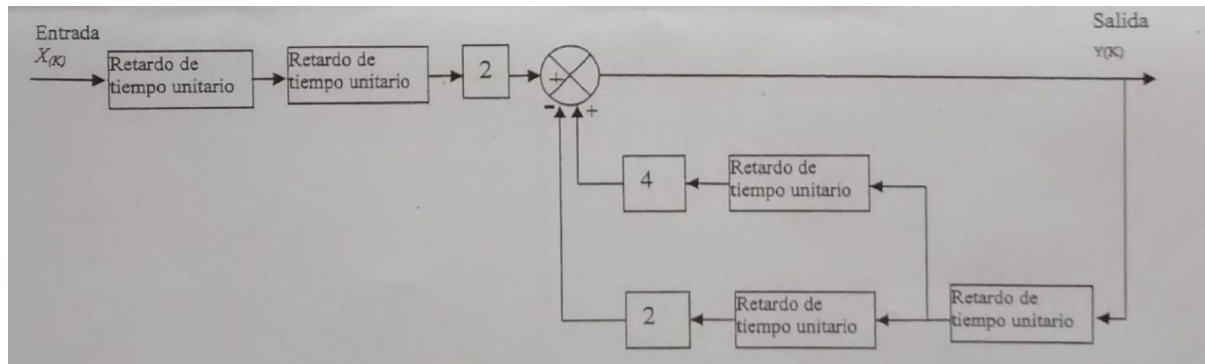 Entrada
X(K)
Retardo de
tiempo unitario
Retardo de
tiempo unitario
2
+
-
+
Salida
Y(K)
4
Retardo de
tiempo unitario
2
Retardo de
tiempo unitario
Retardo de
tiempo unitario